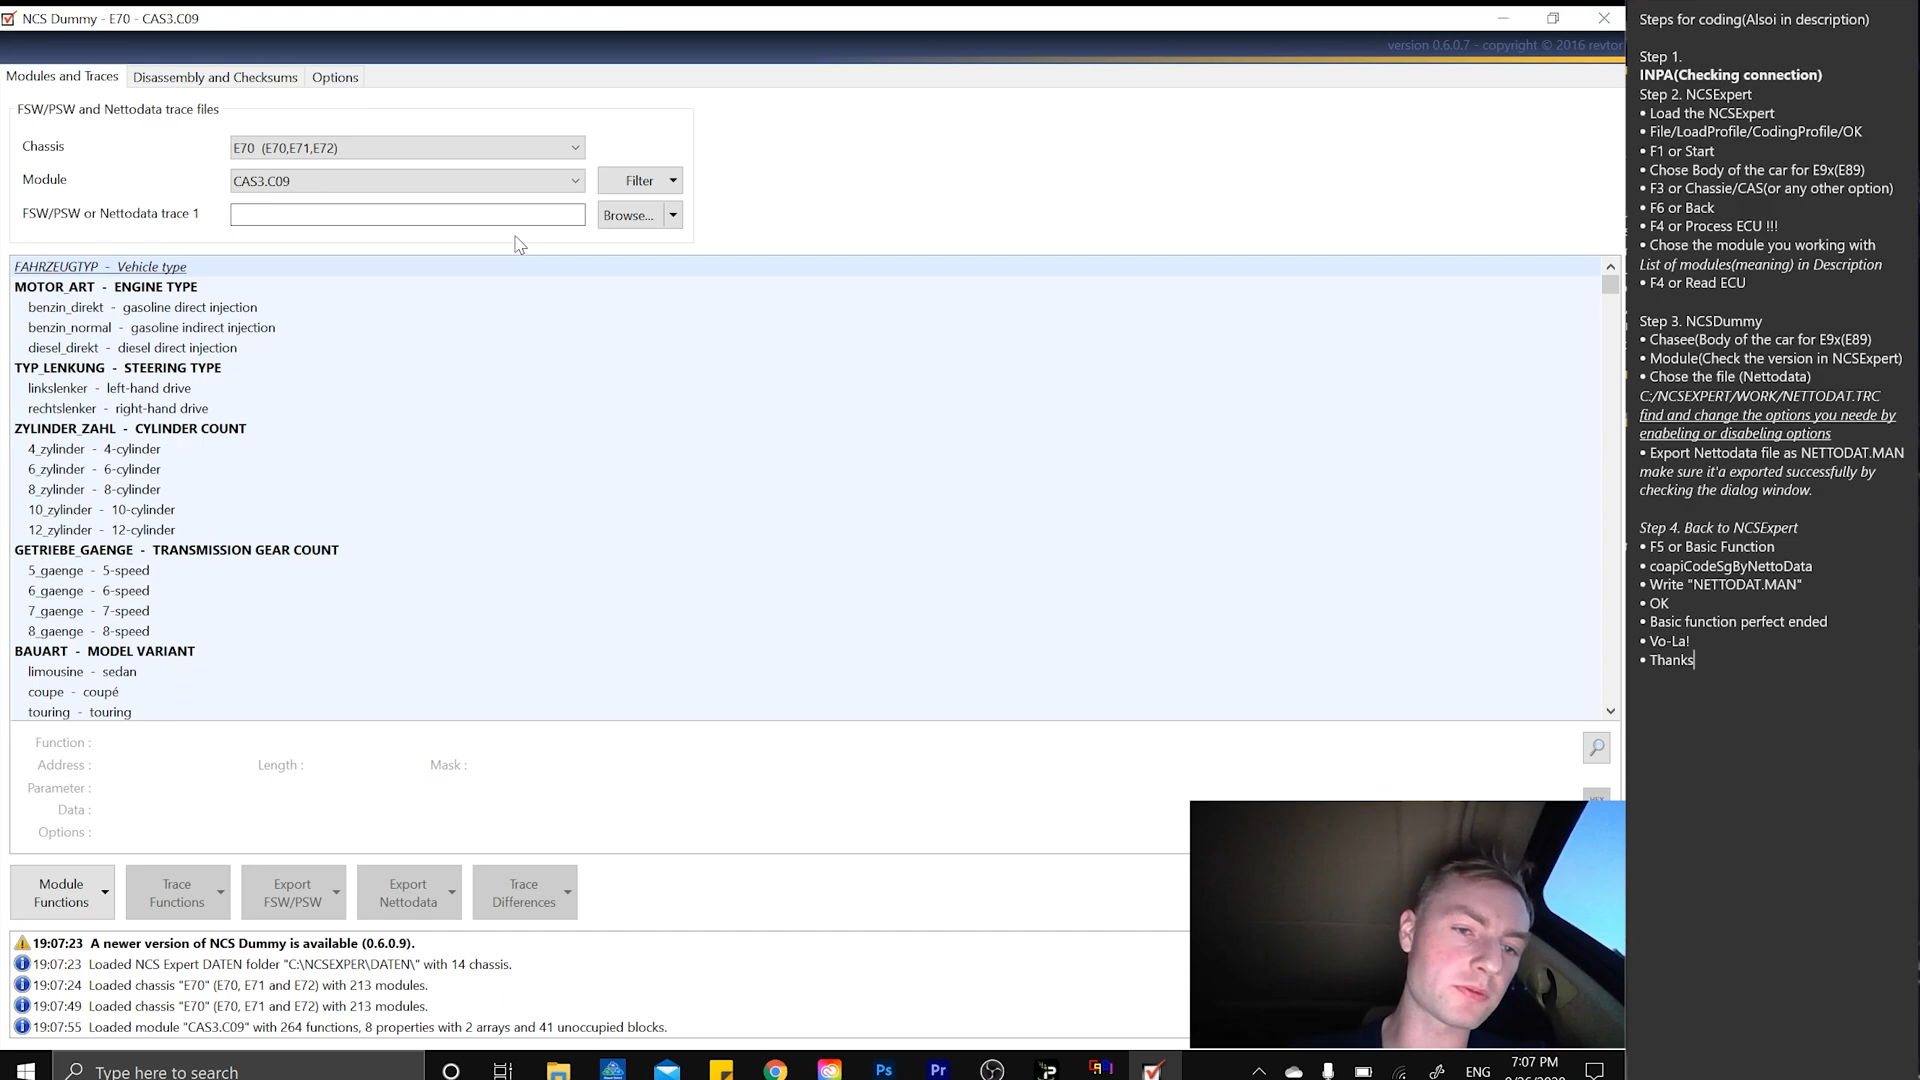 NCS Dummy - E70 - CAS3.C09
version 0.6.0.7 - copyright © 2016 revtor
Modules and Traces
Disassembly and Checksums
Options
FSW/PSW and Nettodata trace files
Chassis
E70 (E70,E71,E72)
Module
CAS3.C09
Filter
FSW/PSW or Nettodata trace 1
Browse...
FAHRZEUGTYP - Vehicle type
MOTOR_ART - ENGINE TYPE
benzin_direkt - gasoline direct injection
benzin_normal - gasoline indirect injection
diesel_direkt - diesel direct injection
TYP_LENKUNG - STEERING TYPE
linkslenker - left-hand drive
rechtslenker - right-hand drive
ZYLINDER_ZAHL - CYLINDER COUNT
4_zylinder - 4-cylinder
6_zylinder - 6-cylinder
8_zylinder - 8-cylinder
10_zylinder - 10-cylinder
12_zylinder - 12-cylinder
GETRIEBE_GAENGE - TRANSMISSION GEAR COUNT
5_gaenge - 5-speed
6_gaenge - 6-speed
7_gaenge - 7-speed
8_gaenge - 8-speed
BAUART - MODEL VARIANT
limousine - sedan
coupe - coupé
touring - touring
Function :
Address :
Length :
Mask :
Parameter :
Data :
Options :
Module
Functions
Trace
Functions
Export
FSW/PSW
Export
Nettodata
Trace
Differences
19:07:23 A newer version of NCS Dummy is available (0.6.0.9).
19:07:23 Loaded NCS Expert DATEN folder "C:\NCSEXPER\DATEN\" with 14 chassis.
19:07:24 Loaded chassis "E70" (E70, E71 and E72) with 213 modules.
19:07:49 Loaded chassis "E70" (E70, E71 and E72) with 213 modules.
19:07:55 Loaded module "CAS3.C09" with 264 functions, 8 properties with 2 arrays and 41 unoccupied blocks.
Type here to search
Ps
Pr
ENG
7:07 PM
Steps for coding(Alsoi in description)
Step 1.
INPA(Checking connection)
Step 2. NCSExpert
• Load the NCSExpert
• File/LoadProfile/CodingProfile/OK
• F1 or Start
• Chose Body of the car for E9x(E89)
• F3 or Chassie/CAS(or any other option)
• F6 or Back
• F4 or Process ECU !!!
• Chose the module you working with
List of modules(meaning) in Description
• F4 or Read ECU
Step 3. NCSDummy
• Chasee(Body of the car for E9x(E89)
• Module(Check the version in NCSExpert)
• Chose the file (Nettodata)
C:/NCSEXPERT/WORK/NETTODAT.TRC
find and change the options you neede by
enabeling or disabeling options
• Export Nettodata file as NETTODAT.MAN
make sure it'a exported successfully by
checking the dialog window.
Step 4. Back to NCSExpert
• F5 or Basic Function
• coapiCodeSgByNettoData
• Write "NETTODAT.MAN"
• OK
• Basic function perfect ended
• Vo-La!
• Thanks